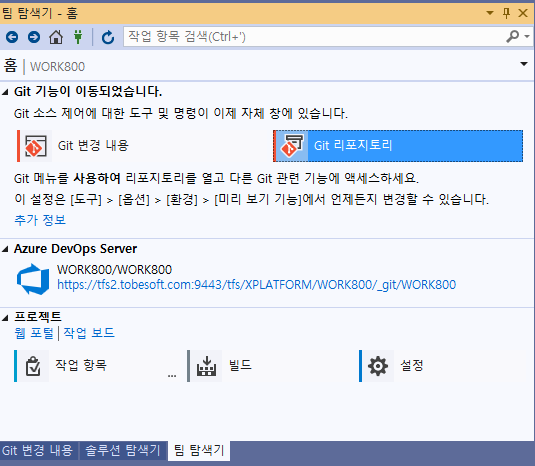 팀 탐색기 - 홈
작업 항목 검색(Ctrl+')
홈 | WORK800
Git 기능이 이동되었습니다.
Git 소스 제어에 대한 도구 및 명령이 이제 자체 창에 있습니다.
Git 변경 내용
Git 리포지토리
Git 메뉴를 사용하여 리포지토리를 열고 다른 Git 관련 기능에 액세스하세요.
이 설정은 [도구] > [옵션] > [환경] > [미리 보기 기능]에서 언제든지 변경할 수 있습니다.
추가 정보
Azure DevOps Server
WORK800/WORK800
https://tfs2.tobesoft.com:9443/tfs/XPLATFORM/WORK800/_git/WORK800
프로젝트
웹 포털 | 작업 보드
작업 항목 ...
빌드
설정
Git 변경 내용 솔루션 탐색기 팀 탐색기